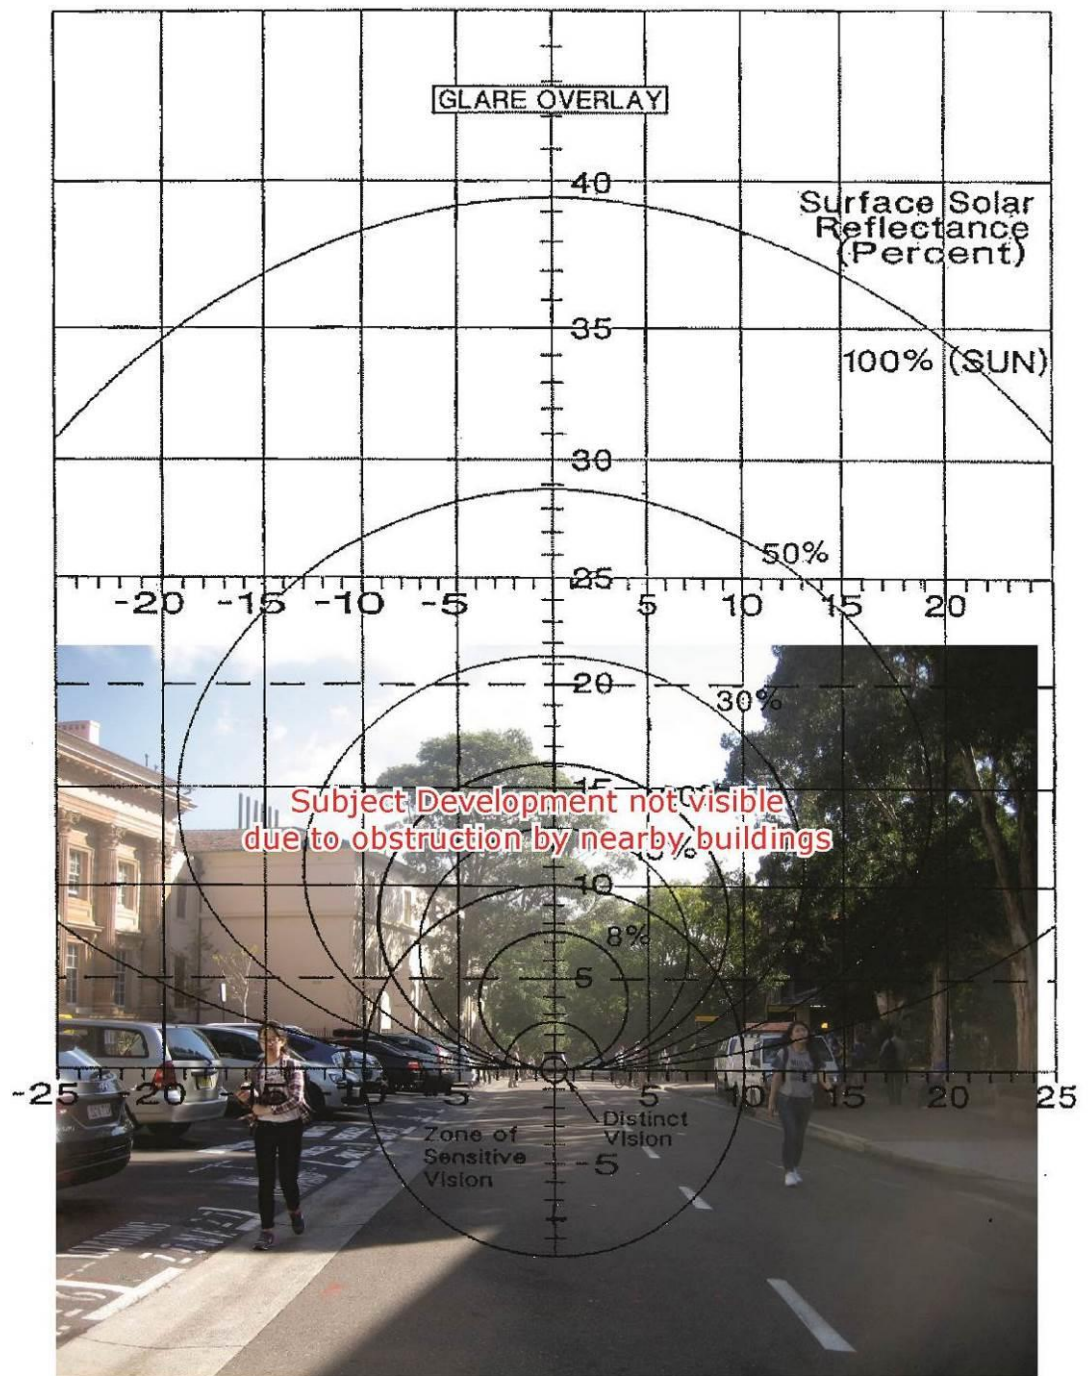 GLARE OVERLAY
40
Surface Solar
Reflectance
(Percent)
35
100% (SUN)
30
50%
25
-20 -15 -10 -5 5 10 15 20
20
30%
15
Subject Development not visible
due to obstruction by nearby buildings
10
8%
5
-25 -20 -15 -10 -5 5 10 15 20 25
Distinct
Vision
Zone of
Sensitive
Vision
-5